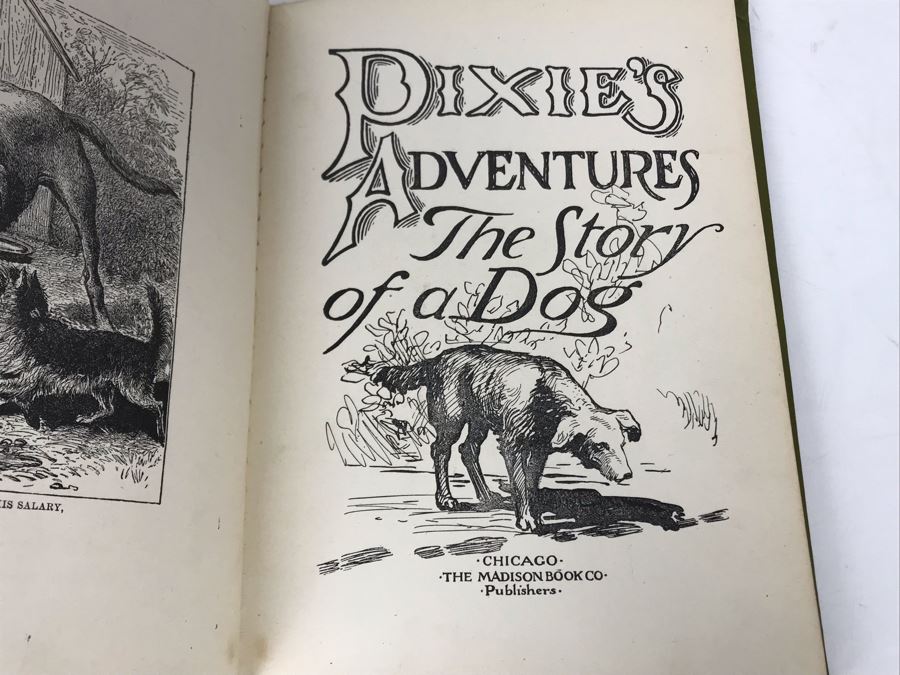 IS SALARY,
PIXIE'S
ADVENTURES
The Story
of a Dog
·CHICAGO·
·THE MADISON BOOK CO·
·Publishers·